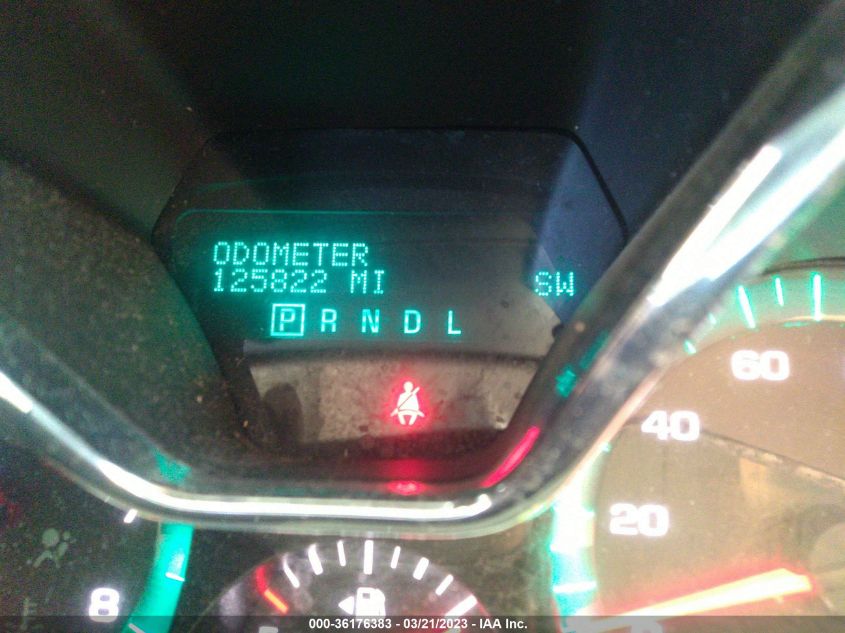 ODOMETER
125822 MI
SW
P R N D L
60
40
20
8
000-36176383 - 03/21/2023 - IAA Inc.